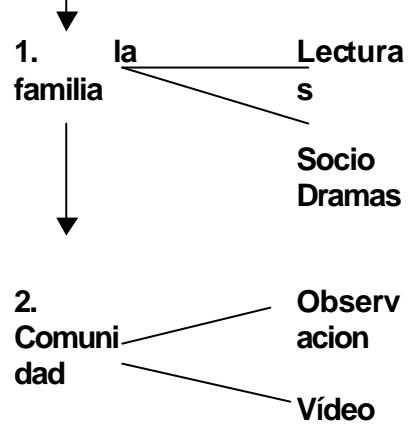 1. la Lectura
familia s
Socio
Dramas
2. Observ
Comuni acion
dad
Vídeo